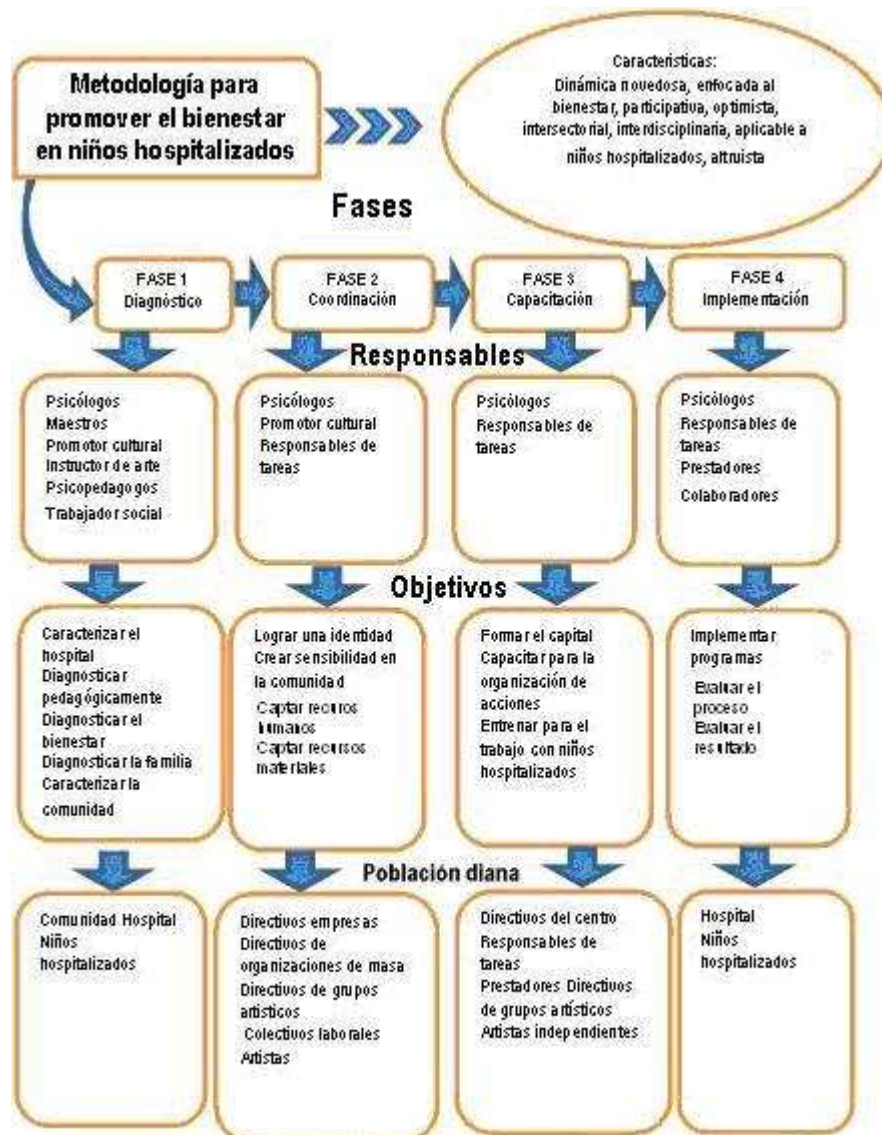 Metodología para
promover el bienestar
en niños hospitalizados
Caracteristicas:
Dinámica novedosa, enfocada al
bienestar, participativa, optimista,
intersectorial, interdisciplinaria, aplicable a
niños hospitalizados, altruista
Fases
FASE 1
Diagnóstico
FASE 2
Coordinación
FASE 3
Capacitación
FASE 4
Implementación
Responsables
Psicólogos
Maestros
Promotor cultural
Instructor de arte
Psicopedagogos
Trabajador social
Psicólogos
Promotor cultural
Responsables de
tareas
Psicólogos
Responsables de
tareas
Psicólogos
Responsables de
tareas
Prestadores
Colaboradores
Objetivos
Caracterizar el
hospital
Diagnosticar
pedagógicamente
Diagnosticar el
bienestar
Diagnosticar la familia
Caracterizar la
comunidad
Lograr una identidad
Crear sensibilidad en
la comunidad
Captar recuros
humanos
Captar recursos
materiales
Formar el capital
Capacitar para la
organización de
acciones
Entrenar para el
trabajo con niños
hospitalizados
Implementar
programas
Evaluar el
proceso
Evaluar el
resultado
Población diana
Comunidad Hospital
Niños
hospitalizados
Directivos empresas
Directivos de
organizaciones de masa
Directivos de grupos
artísticos
Colectivos laborales
Artistas
Directivos del centro
Responsables de
tareas
Prestadores Directivos
de grupos artísticos
Artistas independientes
Hospital
Niños
hospitalizados